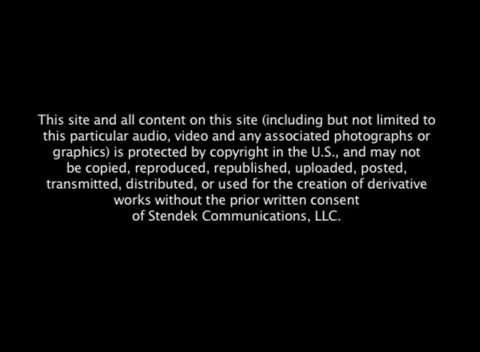 This site and all content on this site (including but not limited to
this particular audio, video and any associated photographs or
graphics) is protected by copyright in the U.S., and may not
be copied, reproduced, republished, uploaded, posted,
transmitted, distributed, or used for the creation of derivative
works without the prior written consent
of Stendek Communications, LLC.